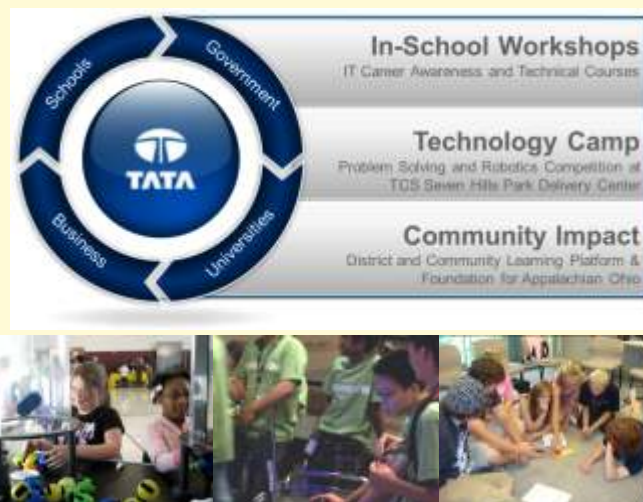 Schools
Government
TATA
Business
Universities
In-School Workshops
IT Career Awareness and Technical Courses
Technology Camp
Problem Solving and Robotics Competition at
TCS Seven Hills Park Delivery Center
Community Impact
District and Community Learning Platform &
Foundation for Appalachian Ohio